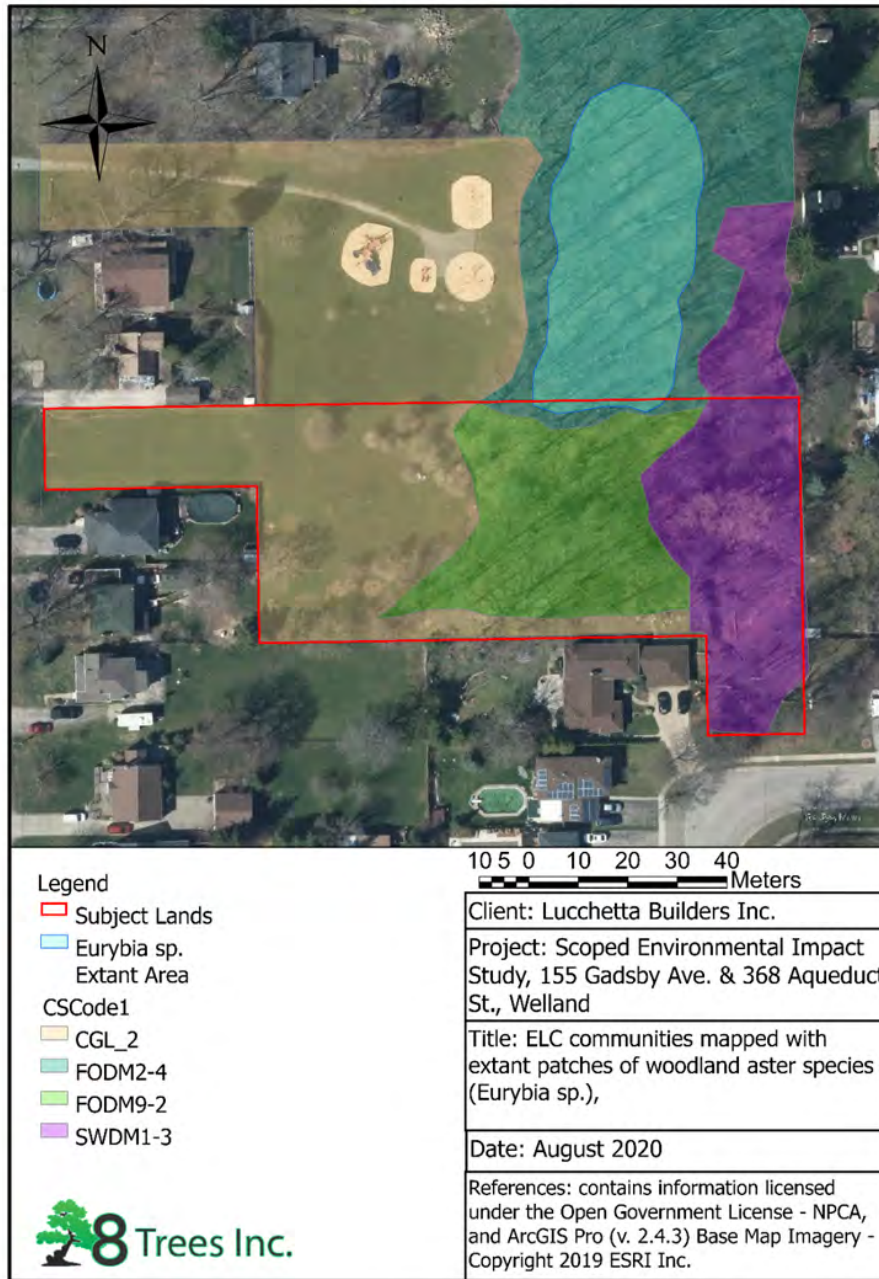 N
Legend
Subject Lands
Eurybia sp.
Extant Area
CSCode1
CGL_2
FODM2-4
FODM9-2
SWDM1-3
8 Trees Inc.
10 5 0 10 20 30 40
Meters
Client: Lucchetta Builders Inc.
Project: Scoped Environmental Impact
Study, 155 Gadsby Ave. & 368 Aqueduct
St., Welland
Title: ELC communities mapped with
extant patches of woodland aster species
(Eurybia sp.),
Date: August 2020
References: contains information licensed
under the Open Government License - NPCA,
and ArcGIS Pro (v. 2.4.3) Base Map Imagery -
Copyright 2019 ESRI Inc.